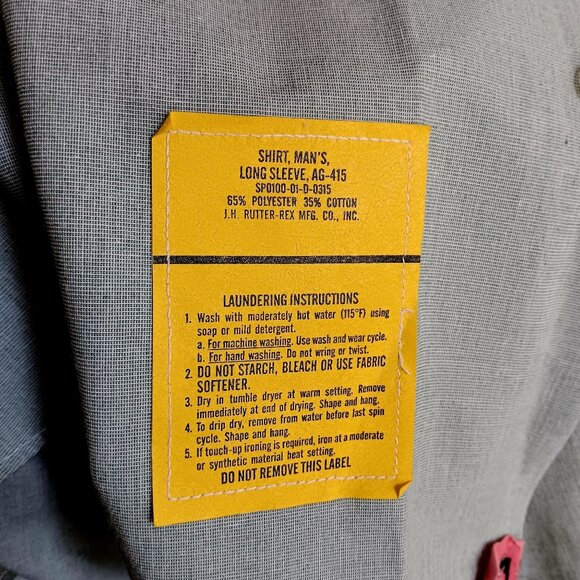 SHIRT, MAN'S,
LONG SLEEVE, AG-415
SP0100-01-D-0315
65% POLYESTER 35% COTTON
J.H. RUTTER-REX MFG. CO., INC.
LAUNDERING INSTRUCTIONS
1. Wash with moderately hot water (115°F) using
soap or mild detergent.
a. For machine washing. Use wash and wear cycle.
b. For hand washing. Do not wring or twist.
2. DO NOT STARCH, BLEACH OR USE FABRIC
SOFTENER.
3. Dry in tumble dryer at warm setting. Remove
immediately at end of drying. Shape and hang.
4. To drip dry, remove from water before last spin
cycle. Shape and hang.
5. If touch-up ironing is required, iron at a moderate
or synthetic material heat setting.
DO NOT REMOVE THIS LABEL